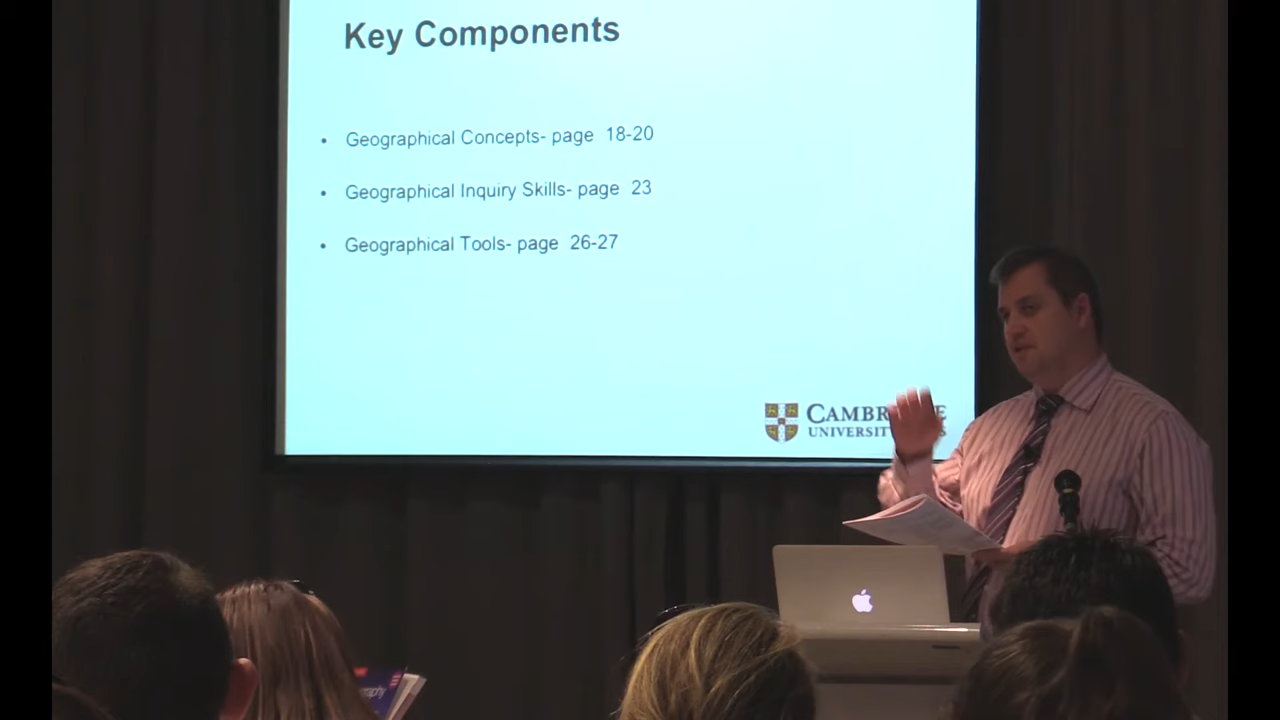 Key Components
• Geographical Concepts- page 18-20
• Geographical Inquiry Skills- page 23
• Geographical Tools- page 26-27